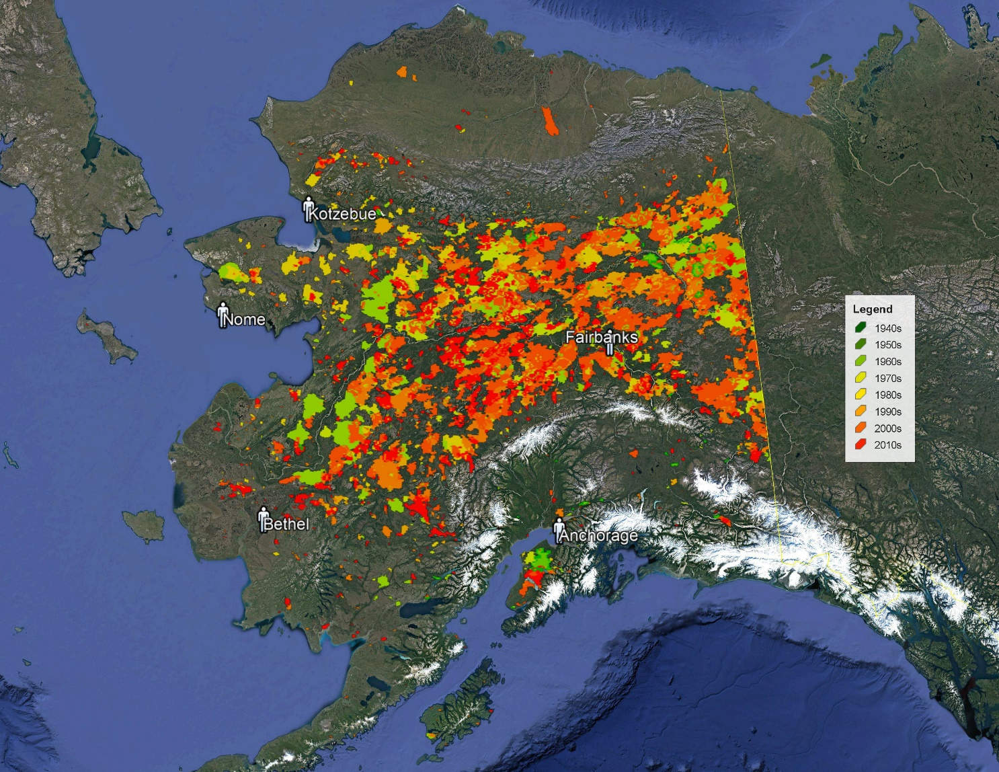 Kotzebue
Nome
Fairbanks
Bethel
Anchorage
Legend
1940s
1950s
1960s
1970s
1980s
1990s
2000s
2010s